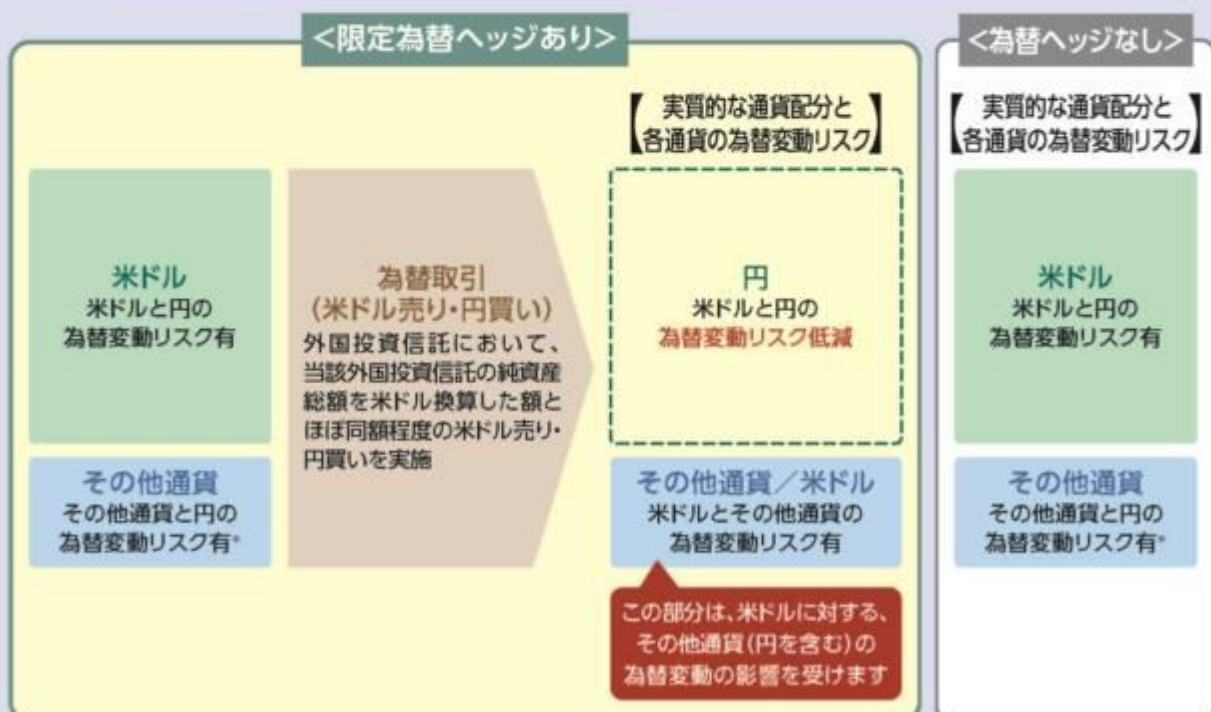 <限定為替ヘッジあり>
【実質的な通貨配分と
各通貨の為替変動リスク】
米ドル
米ドルと円の
為替変動リスク有
為替取引
(米ドル売り・円買い)
外国投資信託において、
当該外国投資信託の純資産
総額を米ドル換算した額と
ほぼ同額程度の米ドル売り・
円買いを実施
円
米ドルと円の
為替変動リスク低減
その他通貨
その他通貨と円の
為替変動リスク有*
その他通貨／米ドル
米ドルとその他通貨の
為替変動リスク有
この部分は、米ドルに対する、
その他通貨(円を含む)の
為替変動の影響を受けます
<為替ヘッジなし>
【実質的な通貨配分と
各通貨の為替変動リスク】
米ドル
米ドルと円の
為替変動リスク有
その他通貨
その他通貨と円の
為替変動リスク有*